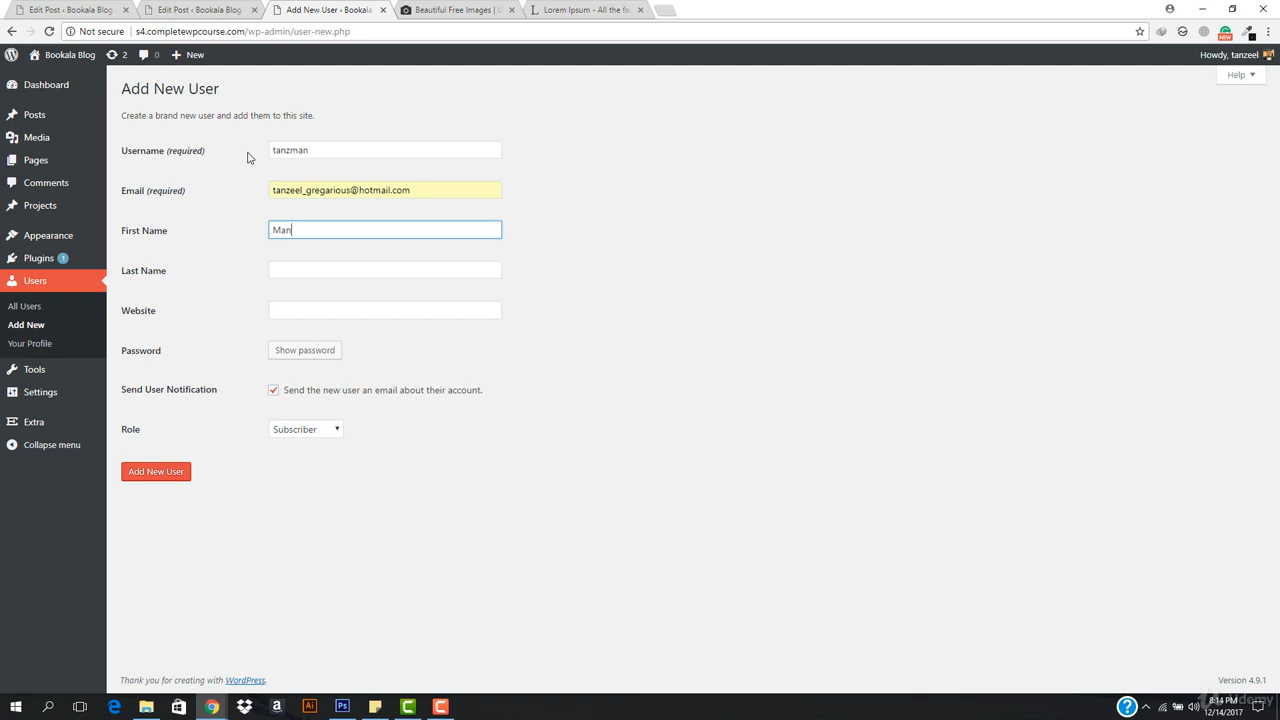 Edit Post ‹ Bookala Blog
Edit Post ‹ Bookala Blog
Add New User ‹ Bookala
Beautiful Free Images |
Lorem Ipsum - All the fa
Not secure
s4.completewpcourse.com/wp-admin/user-new.php
NEW
Bookala Blog
2
0
New
Howdy, tanzeel
Dashboard
Posts
Media
Pages
Comments
Projects
Appearance
Plugins 1
Users
All Users
Add New
Your Profile
Tools
Settings
Extra
Collapse menu
Help
Add New User
Create a brand new user and add them to this site.
Username (required)
tanzman
Email (required)
tanzeel_gregarious@hotmail.com
First Name
Man
Last Name
Website
Password
Show password
Send User Notification
Send the new user an email about their account.
Role
Subscriber
Add New User
Thank you for creating with WordPress.
Version 4.9.1
Ai
Ps
8:14 PM
12/14/2017
Udemy